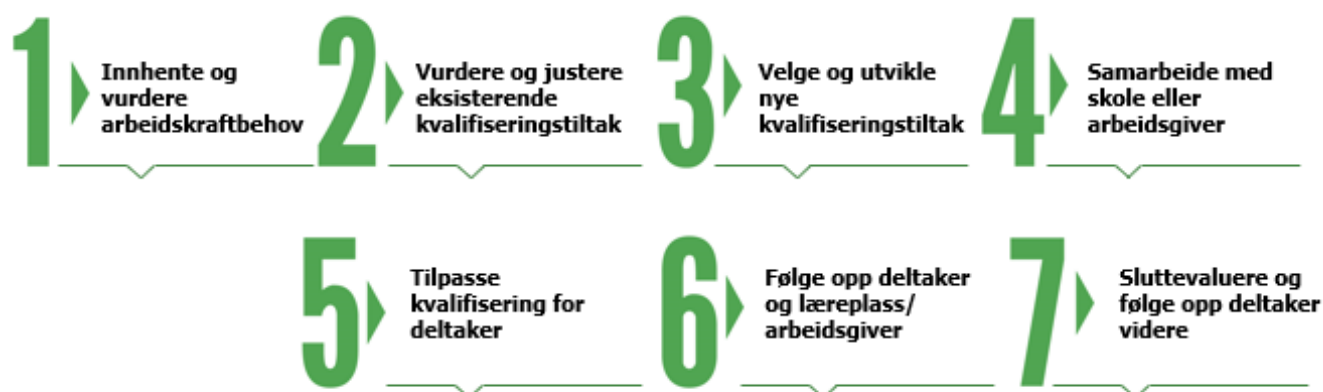 1
Innhente og
vurdere
arbeidskraftbehov
2
Vurdere og justere
eksisterende
kvalifiseringstiltak
3
Velge og utvikle
nye
kvalifiseringstiltak
4
Samarbeide med
skole eller
arbeidsgiver
5
Tilpasse
kvalifisering for
deltaker
6
Følge opp deltaker
og læreplass/
arbeidsgiver
7
Sluttevaluere og
følge opp deltaker
videre